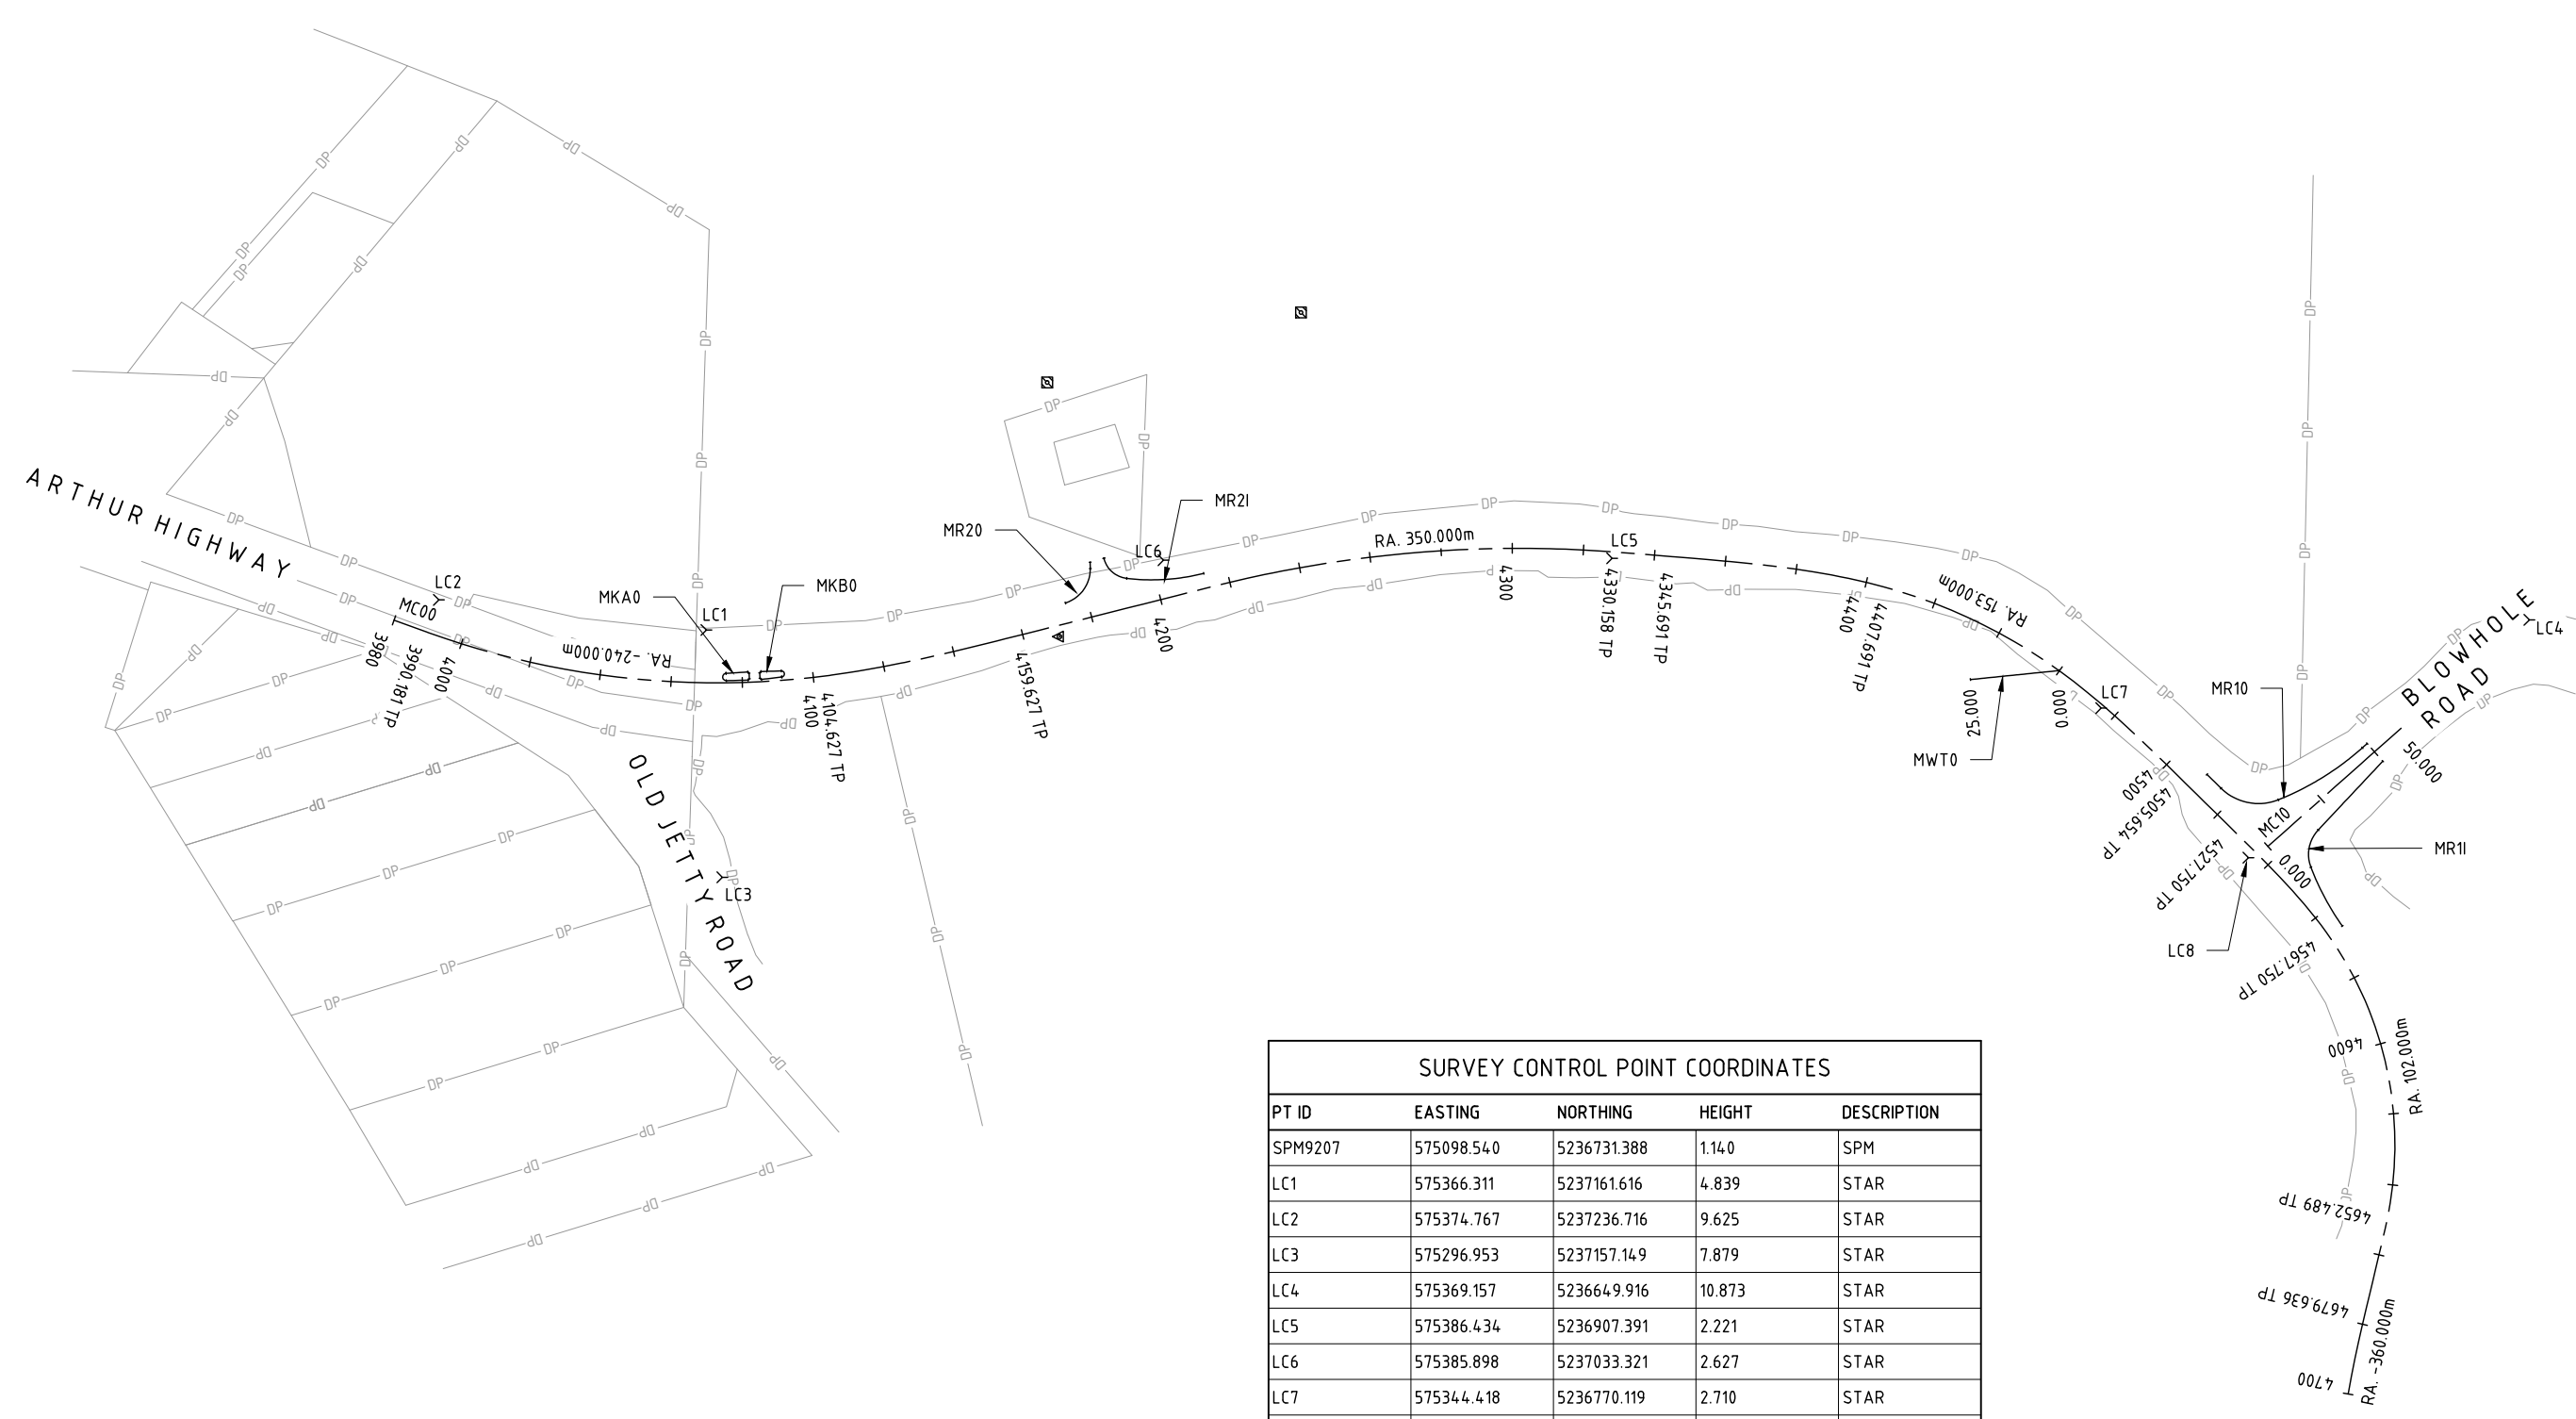 ARTHUR HIGHWAY
LC2
MC00
3980
3990.181 TP
4000
RA. -240.000m
MKA0
LC1
MKB0
4100
4104.627 TP
OLD JETTY ROAD
LC3
MR20
LC6
MR21
4159.627 TP
4200
RA. 350.000m
4300
LC5
4330.158 TP
4345.691 TP
4400
4407.691 TP
RA. 153.000m
25.000
0.000
MWT0
LC7
4500
4505.654 TP
4527.750 TP
MR10
MC10
0.000
50.000
BLOWHOLE
ROAD
LC4
MR11
LC8
4567.750 TP
4600
RA. 102.000m
4652.489 TP
4679.636 TP
4700
RA. -360.000m
DP
SURVEY CONTROL POINT COORDINATES
PT ID EASTING NORTHING HEIGHT DESCRIPTION
SPM9207 575098.540 5236731.388 1.140 SPM
LC1 575366.311 5237161.616 4.839 STAR
LC2 575374.767 5237236.716 9.625 STAR
LC3 575296.953 5237157.149 7.879 STAR
LC4 575369.157 5236649.916 10.873 STAR
LC5 575386.434 5236907.391 2.221 STAR
LC6 575385.898 5237033.321 2.627 STAR
LC7 575344.418 5236770.119 2.710 STAR